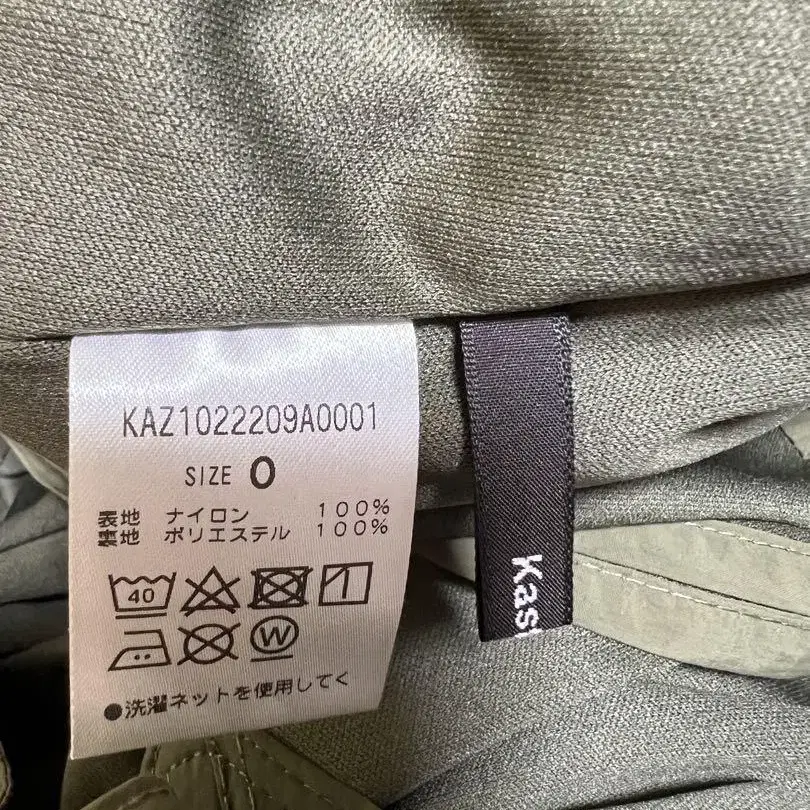 KAZ1022209A0001
SIZE 0
表地 ナイロン 100%
裏地 ポリエステル 100%
40
W
●洗濯ネットを使用してく
Kas